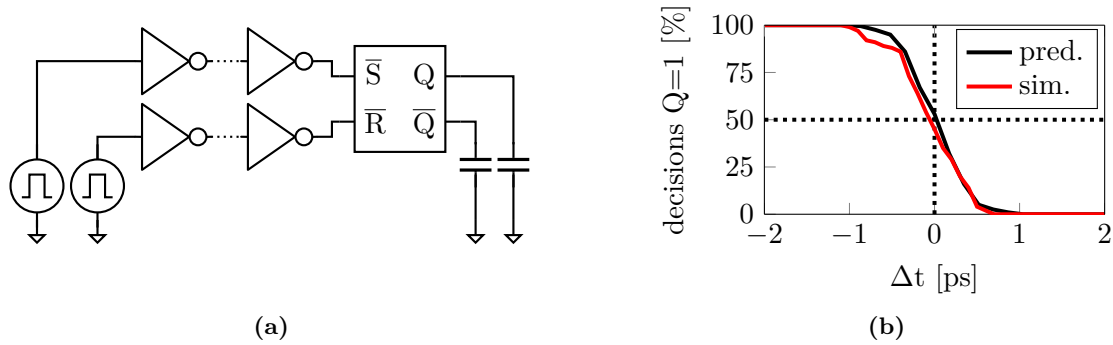 S̅ Q
R̅ Q̅
(a)
decisions Q=1 [%]
100
75
50
25
0
−2 −1 0 1 2
Δt [ps]
pred.
sim.
(b)